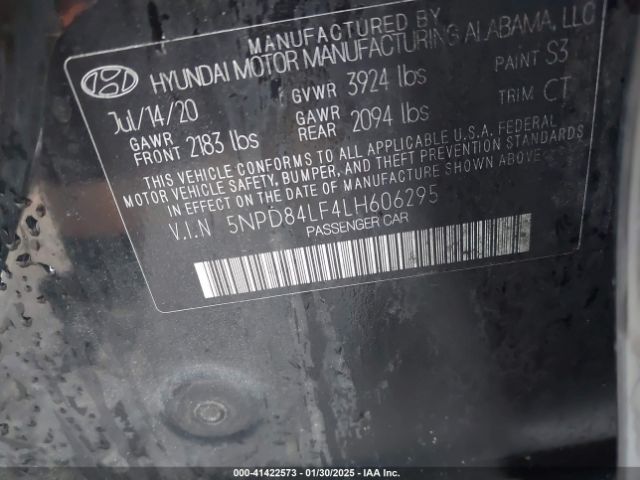 MANUFACTURED BY
HYUNDAI MOTOR MANUFACTURING ALABAMA, LLC
Jul/14/20 GVWR 3924 lbs PAINT S3
GAWR FRONT 2183 lbs GAWR REAR 2094 lbs TRIM CT
THIS VEHICLE CONFORMS TO ALL APPLICABLE U.S.A. FEDERAL
MOTOR VEHICLE SAFETY, BUMPER, AND THEFT PREVENTION STANDARDS
IN EFFECT ON THE DATE OF MANUFACTURE SHOWN ABOVE.
V.I.N 5NPD84LF4LH606295
PASSENGER CAR
000-41422573 — 01/30/2025 — IAA Inc.